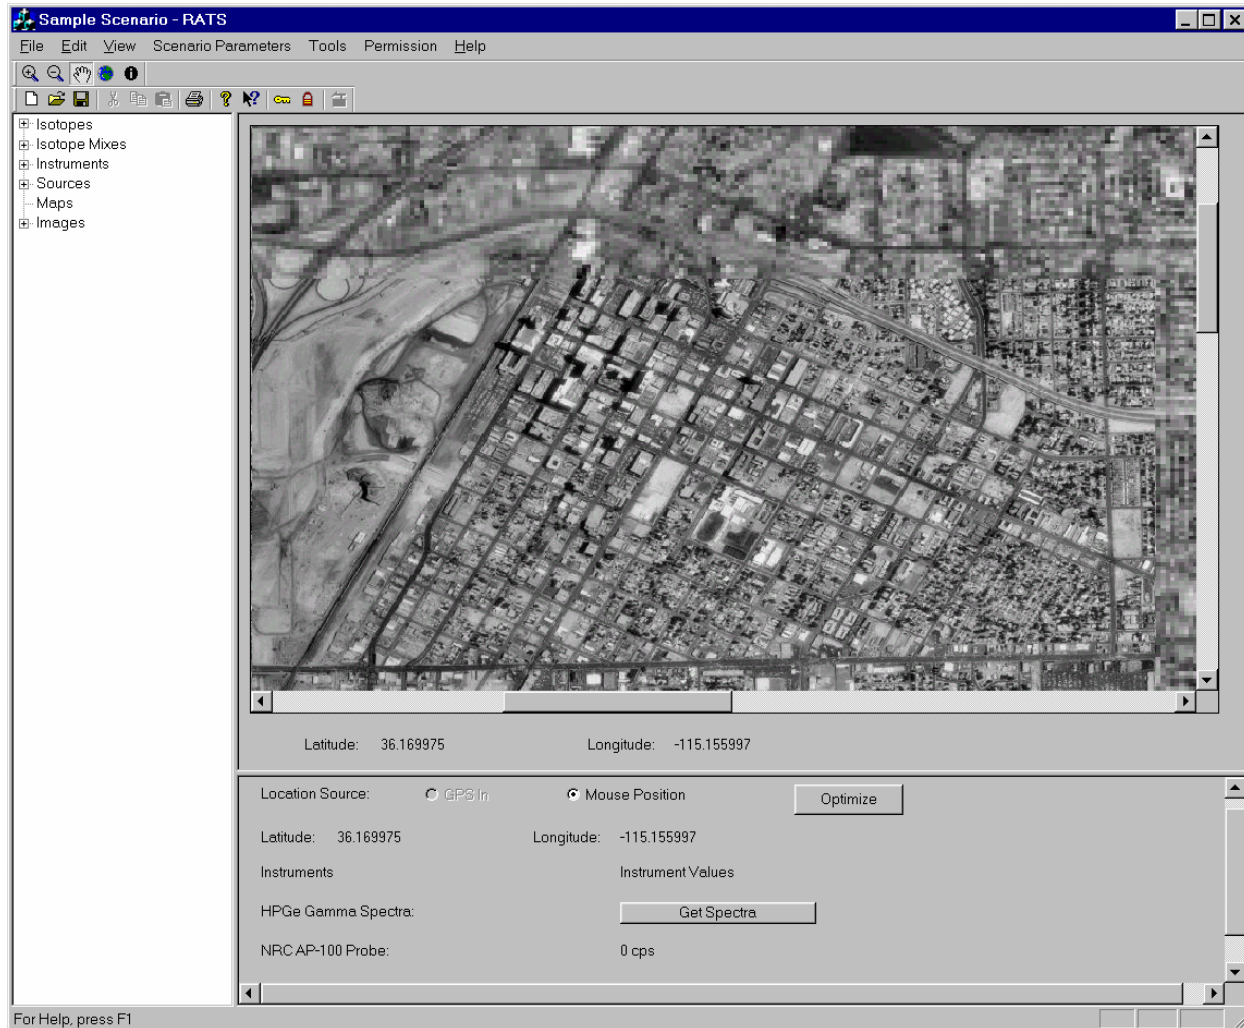 Sample Scenario - RATS
File Edit View Scenario Parameters Tools Permission Help
Isotopes
Isotope Mixes
Instruments
Sources
Maps
Images
Latitude: 36.169975 Longitude: -115.155997
Location Source: GPS In Mouse Position Optimize
Latitude: 36.169975 Longitude: -115.155997
Instruments Instrument Values
HPGe Gamma Spectra: Get Spectra
NRC AP-100 Probe: 0 cps
For Help, press F1